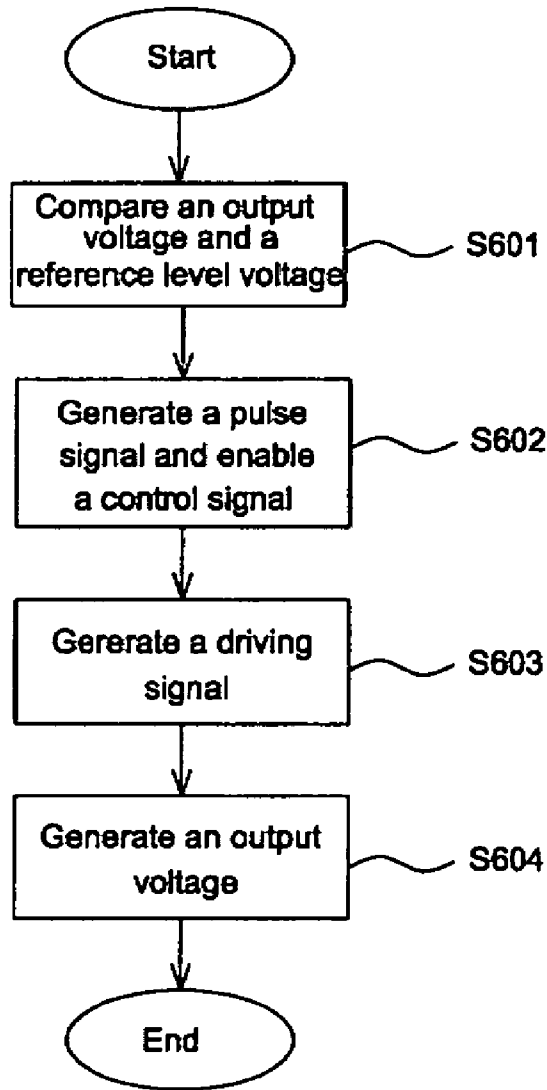 Start
Compare an output
voltage and a
reference level voltage
S601
Generate a pulse
signal and enable
a control signal
S602
Gererate a driving
signal
S603
Generate an output
voltage
S604
End